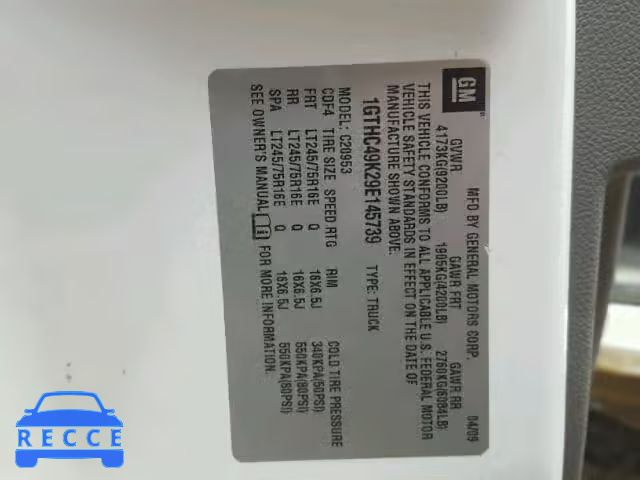 GM
MFD BY GENERAL MOTORS CORP. 04/09
GVWR GAWR FRT GAWR RR
4173KG(9200LB) 1905KG(4200LB) 2760KG(6084LB)
THIS VEHICLE CONFORMS TO ALL APPLICABLE U.S. FEDERAL MOTOR
VEHICLE SAFETY STANDARDS IN EFFECT ON THE DATE OF
MANUFACTURE SHOWN ABOVE.
1GTHC49K29E145739 TYPE: TRUCK
MODEL: C20953
CDF4 TIRE SIZE SPEED RTG RIM COLD TIRE PRESSURE
FRT LT245/75R16E Q 16X6.5J 340KPA(50PSI)
RR LT245/75R16E Q 16X6.5J 550KPA(80PSI)
SPA LT245/75R16E Q 16X6.5J 550KPA(80PSI)
SEE OWNER'S MANUAL FOR MORE INFORMATION.
RECCE